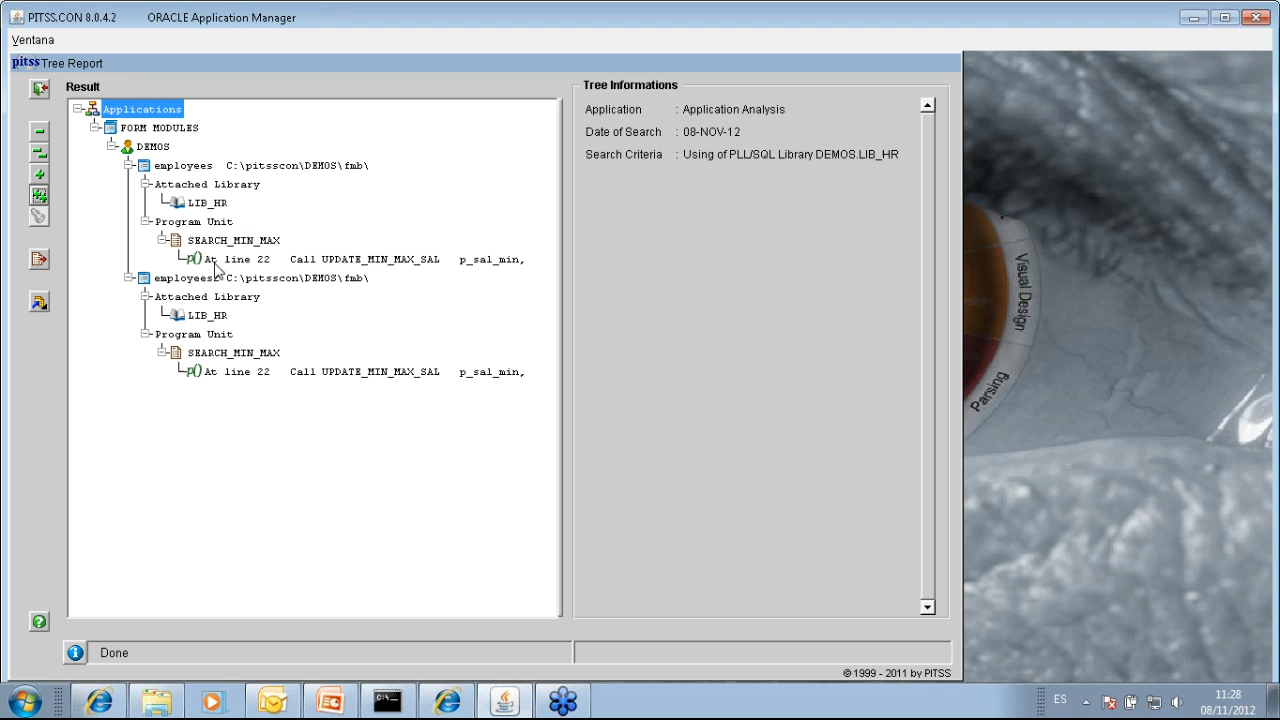 PITSS.CON 8.0.4.2 ORACLE Application Manager
Ventana
pitss Tree Report
Result
Applications
FORM MODULES
DEMOS
employees C:\pitsscon\DEMOS\fmb\
Attached Library
LIB_HR
Program Unit
SEARCH_MIN_MAX
p() At line 22 Call UPDATE_MIN_MAX_SAL p_sal_min,
employees C:\pitsscon\DEMOS\fmb\
Attached Library
LIB_HR
Program Unit
SEARCH_MIN_MAX
p() At line 22 Call UPDATE_MIN_MAX_SAL p_sal_min,
Tree Informations
Application : Application Analysis
Date of Search : 08-NOV-12
Search Criteria : Using of PLL/SQL Library DEMOS.LIB_HR
Visual Design
Parsing
Done
© 1999 - 2011 by PITSS
ES
11:28
08/11/2012